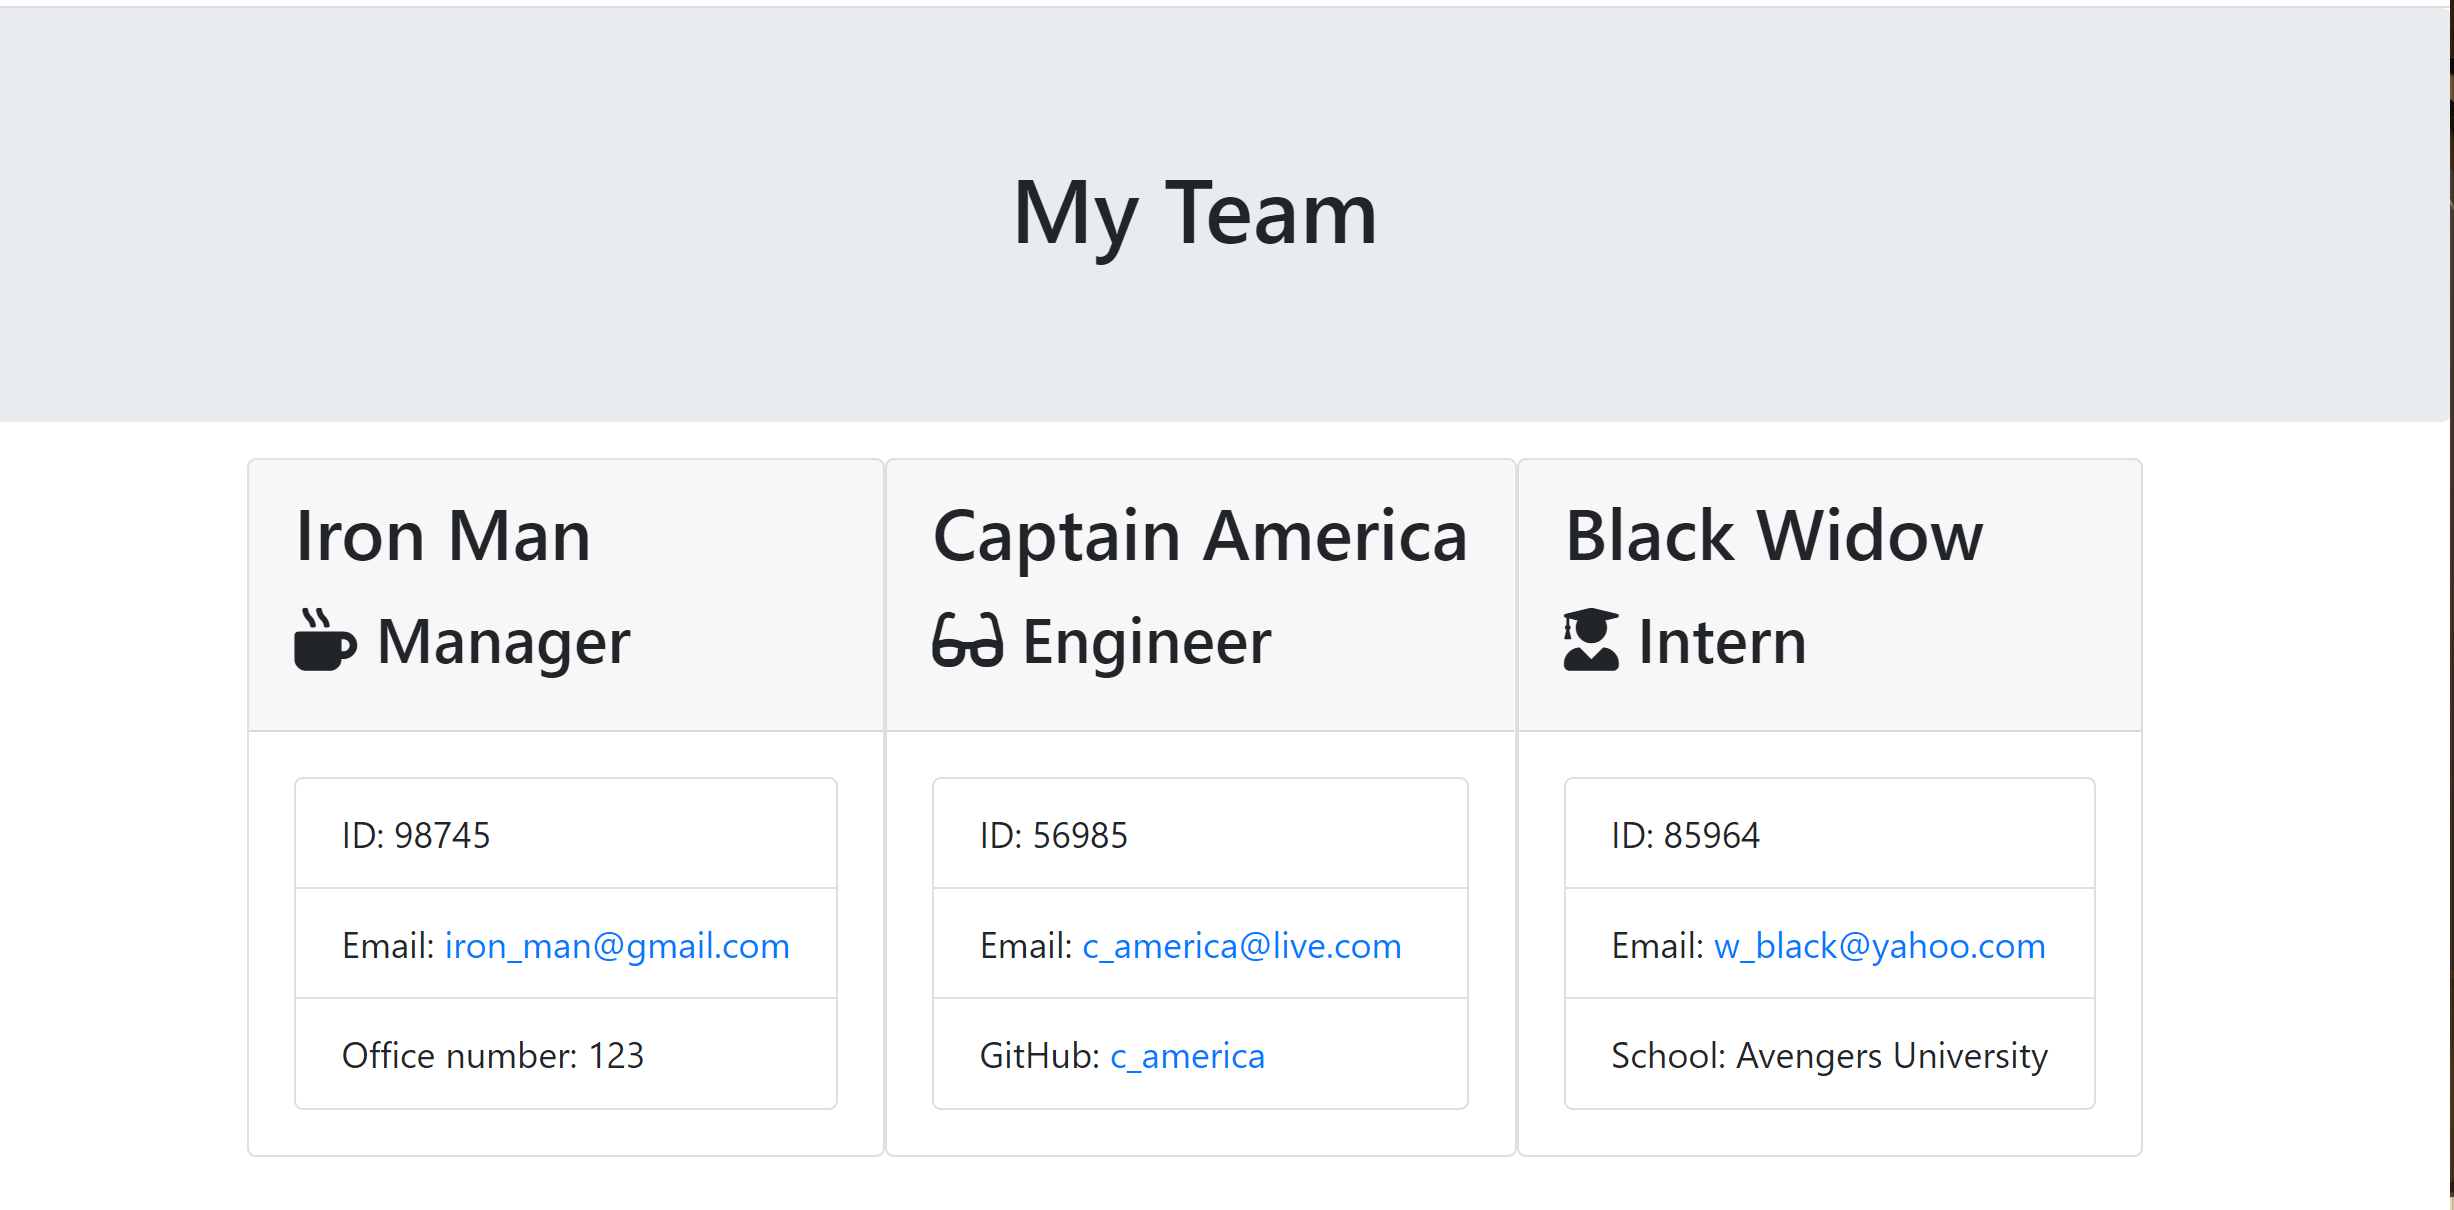 My Team
Iron Man
Manager
ID: 98745
Email: iron_man@gmail.com
Office number: 123
Captain America
Engineer
ID: 56985
Email: c_america@live.com
GitHub: c_america
Black Widow
Intern
ID: 85964
Email: w_black@yahoo.com
School: Avengers University